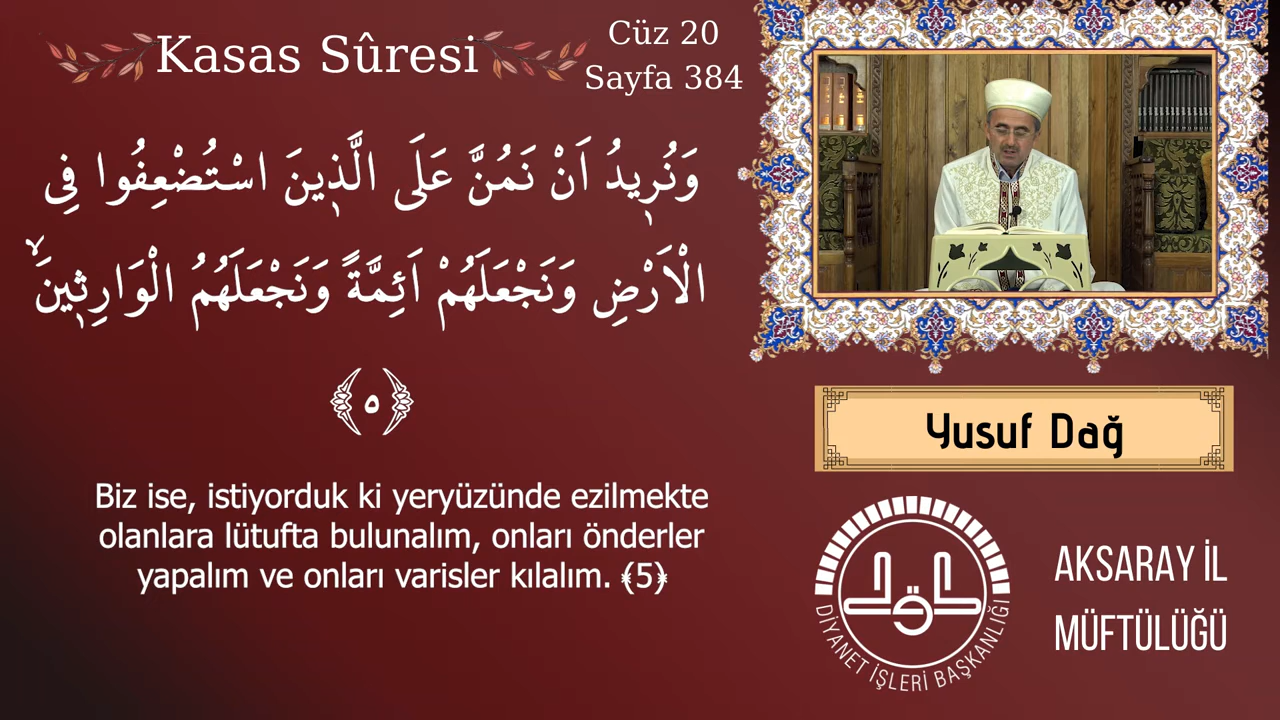 Kasas Sûresi
Cüz 20
Sayfa 384
وَنُر۪يدُ اَنْ نَمُنَّ عَلَى الَّذ۪ينَ اسْتُضْعِفُوا فِي
الْاَرْضِ وَنَجْعَلَهُمْ اَئِمَّةً وَنَجْعَلَهُمُ الْوَارِث۪ينَۙ
﴿٥﴾
Biz ise, istiyorduk ki yeryüzünde ezilmekte
olanlara lütufta bulunalım, onları önderler
yapalım ve onları varisler kılalım. ﴾5﴿
Yusuf Dağ
DİYANET İŞLERİ BAŞKANLIĞI
AKSARAY İL
MÜFTÜLÜĞÜ